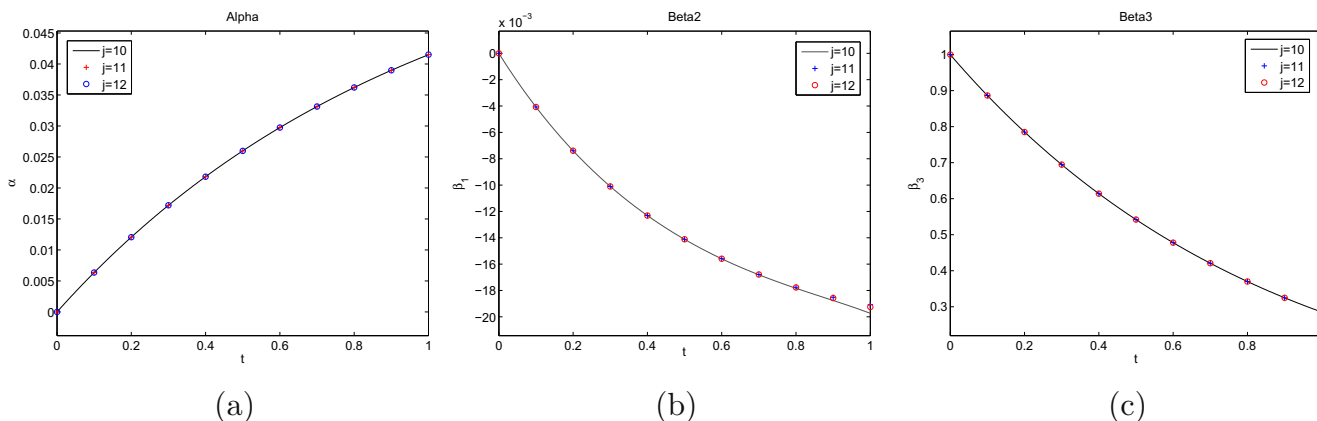 Alpha
0.045
0.04
0.035
0.03
0.025
0.02
0.015
0.01
0.005
0
α
j=10
j=11
j=12
0 0.2 0.4 0.6 0.8 1
t
(a)
Beta2
x 10⁻³
0
−2
−4
−6
−8
−10
−12
−14
−16
−18
−20
β₁
j=10
j=11
j=12
0 0.2 0.4 0.6 0.8 1
t
(b)
Beta3
1
0.9
0.8
0.7
0.6
0.5
0.4
0.3
β₃
j=10
j=11
j=12
0 0.2 0.4 0.6 0.8
t
(c)